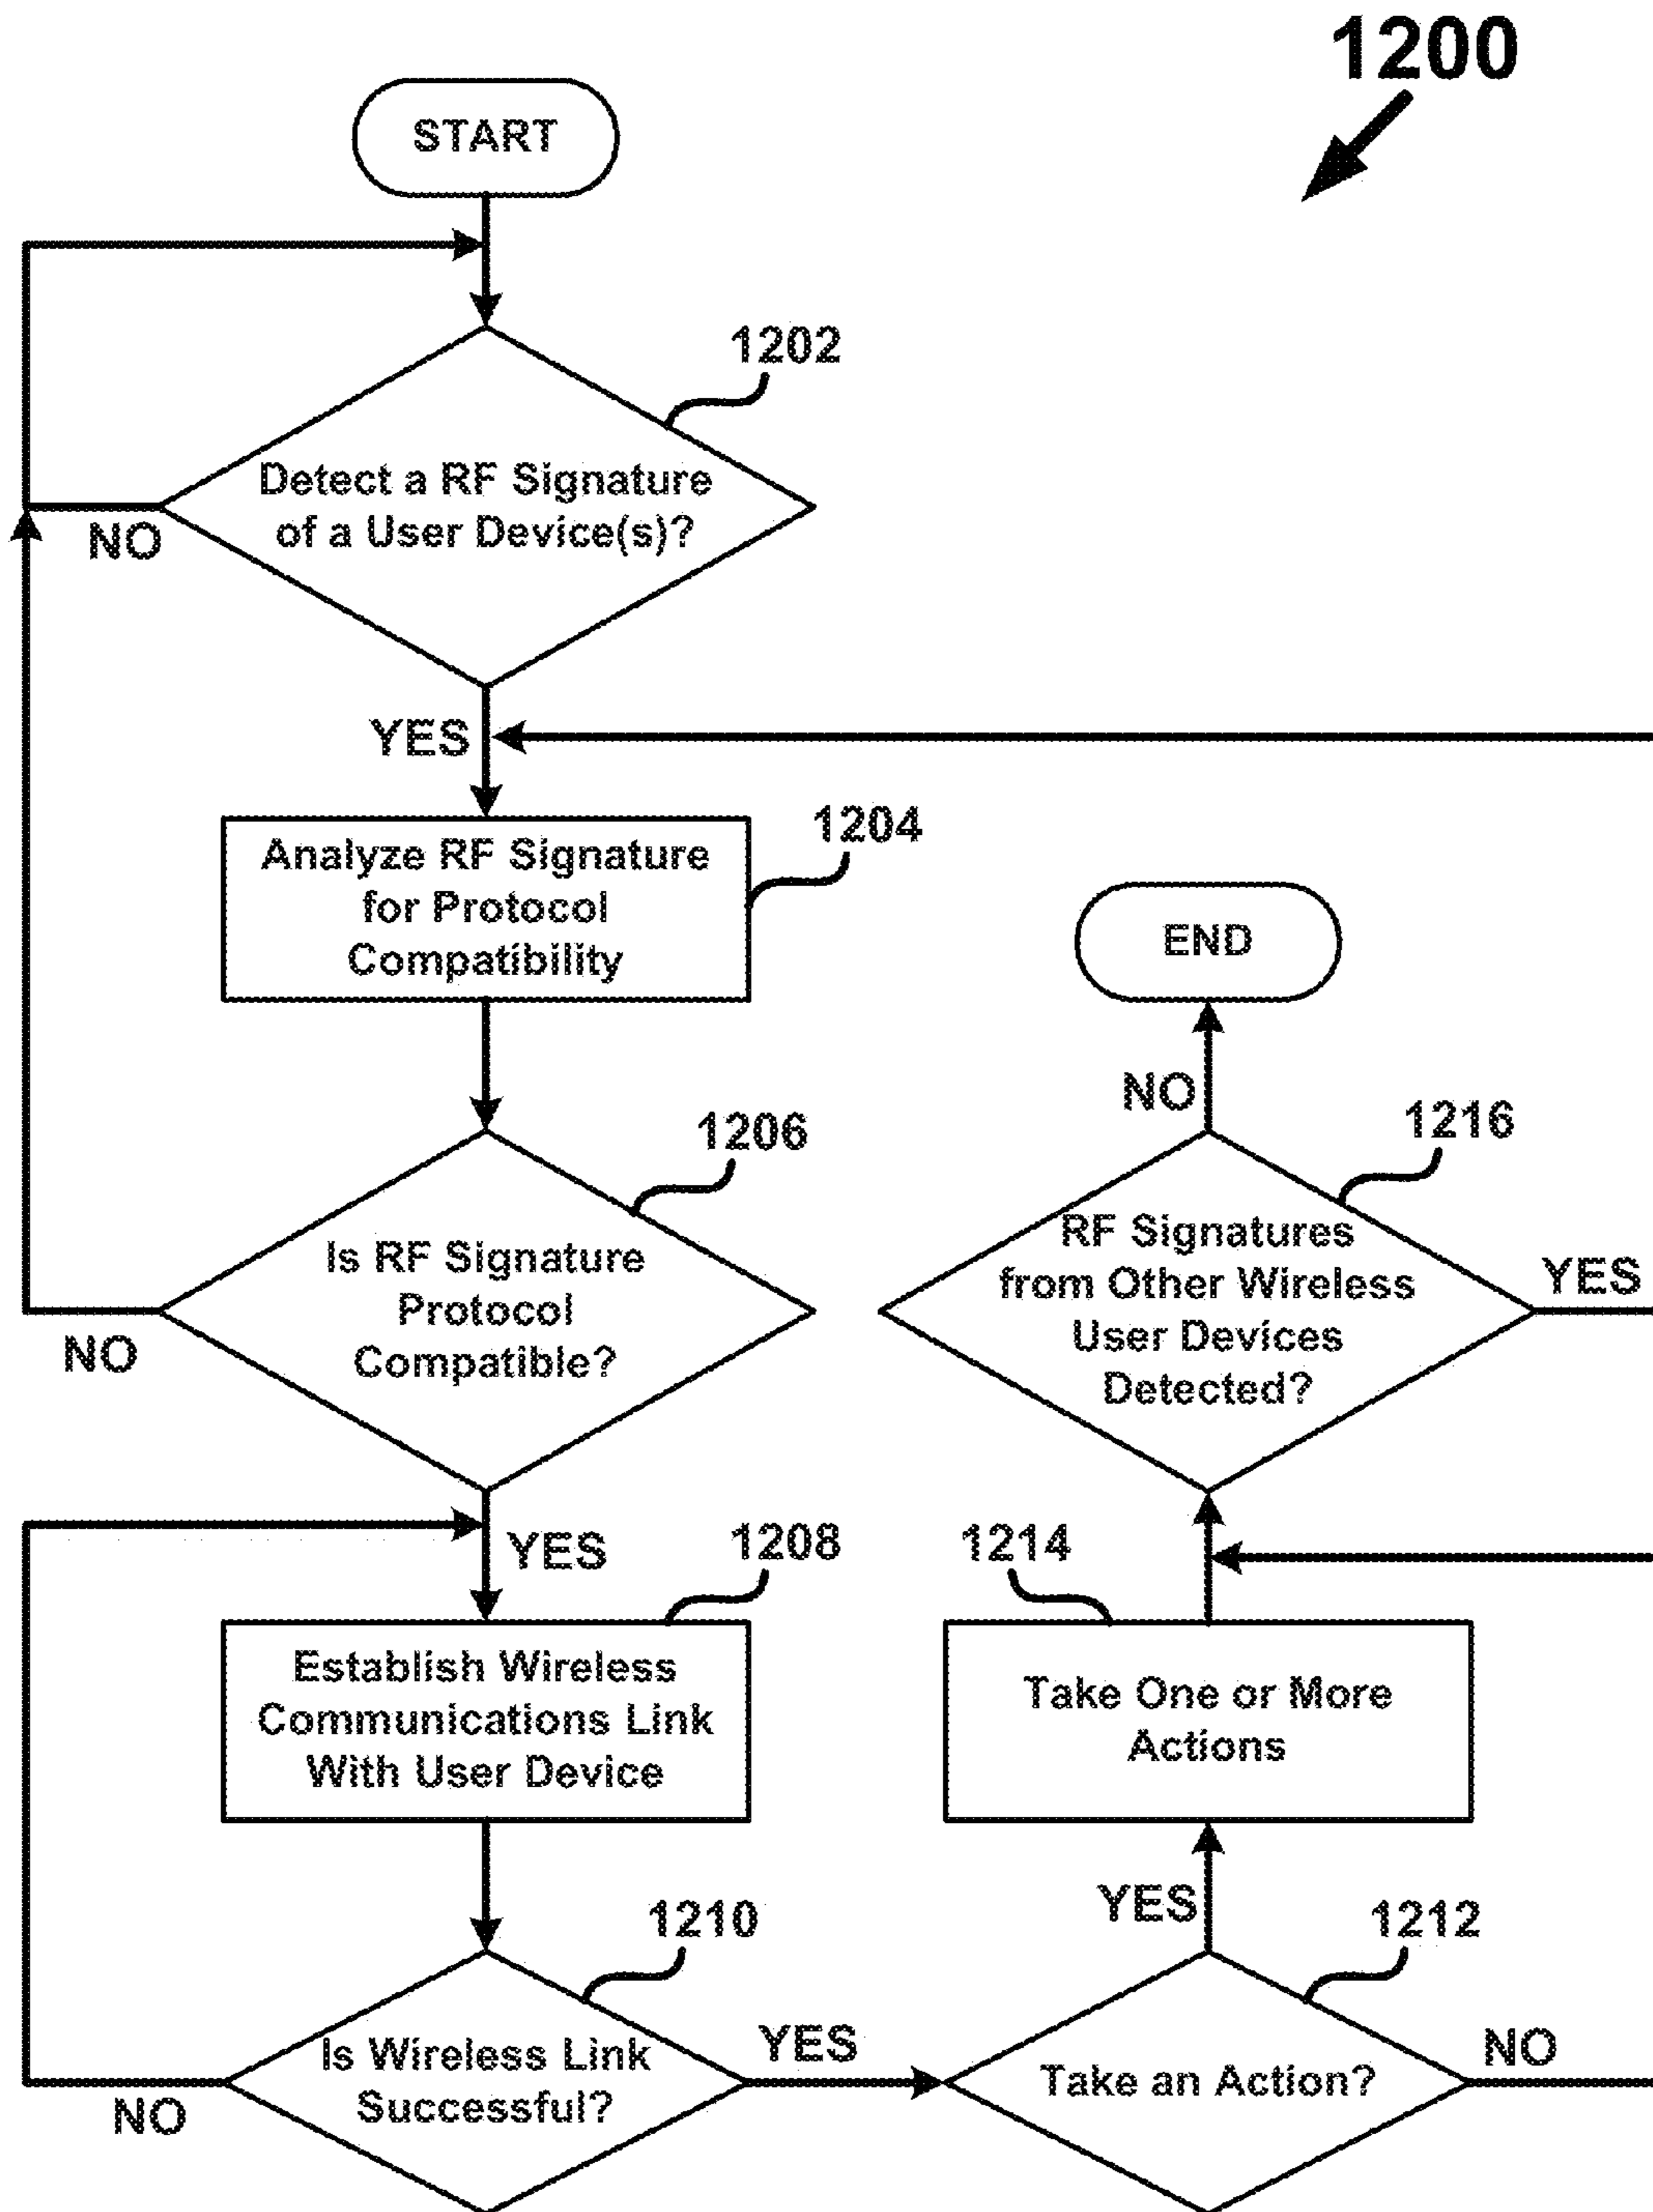 1200
START
1202
Detect a RF Signature
of a User Device(s)?
NO
YES
1204
Analyze RF Signature
for Protocol
Compatibility
1206
Is RF Signature
Protocol
Compatible?
NO
YES
1208
Establish Wireless
Communications Link
With User Device
1210
Is Wireless Link
Successful?
NO
YES
1212
Take an Action?
NO
YES
1214
Take One or More
Actions
1216
RF Signatures
from Other Wireless
User Devices
Detected?
YES
NO
END